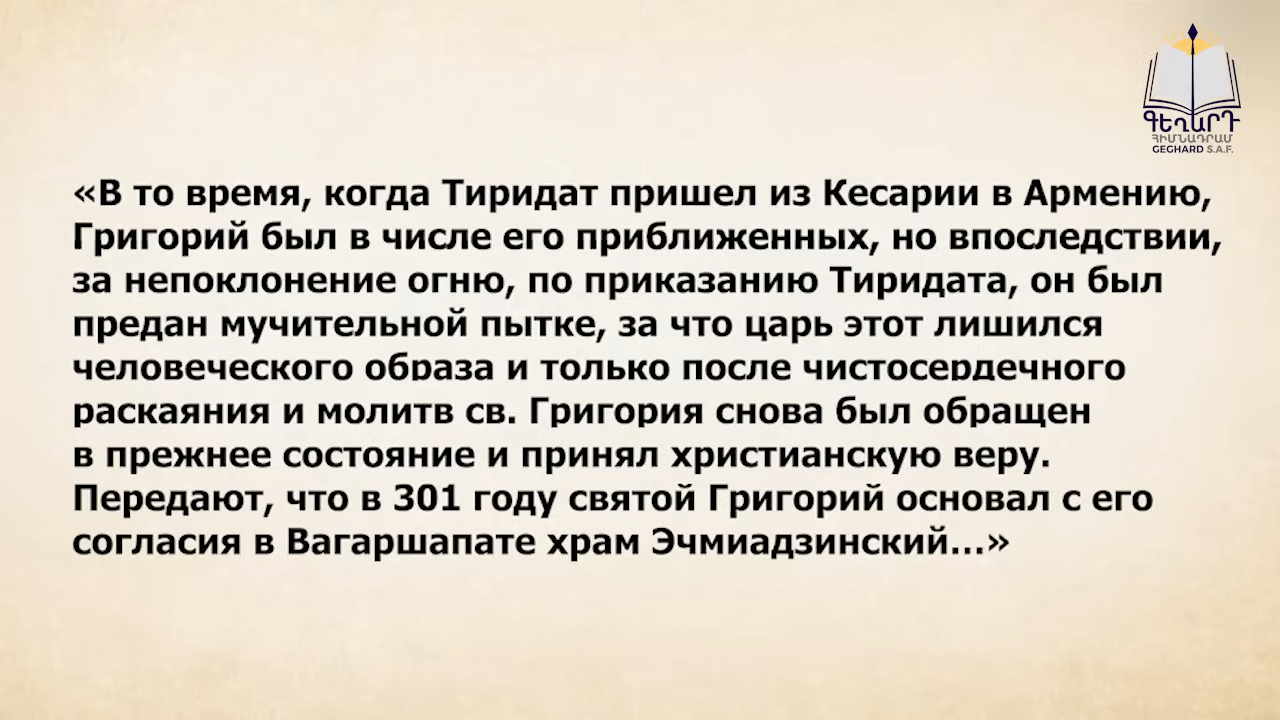 ԳԵՂԱՐԴ
ՀԻՄՆԱԴՐԱՄ
GEGHARD S.A.F.
«В то время, когда Тиридат пришел из Кесарии в Армению,
Григорий был в числе его приближенных, но впоследствии,
за непоклонение огню, по приказанию Тиридата, он был
предан мучительной пытке, за что царь этот лишился
человеческого образа и только после чистосердечного
раскаяния и молитв св. Григория снова был обращен
в прежнее состояние и принял христианскую веру.
Передают, что в 301 году святой Григорий основал с его
согласия в Вагаршапате храм Эчмиадзинский...»